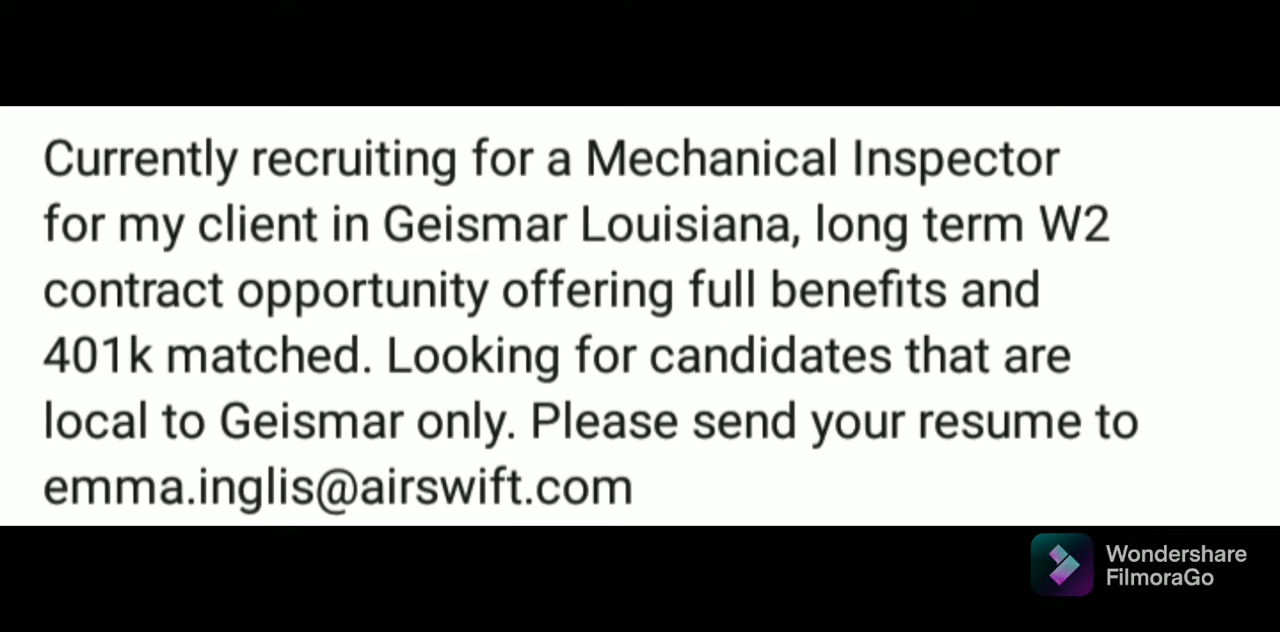 Currently recruiting for a Mechanical Inspector
for my client in Geismar Louisiana, long term W2
contract opportunity offering full benefits and
401k matched. Looking for candidates that are
local to Geismar only. Please send your resume to
emma.inglis@airswift.com
Wondershare
FilmoraGo